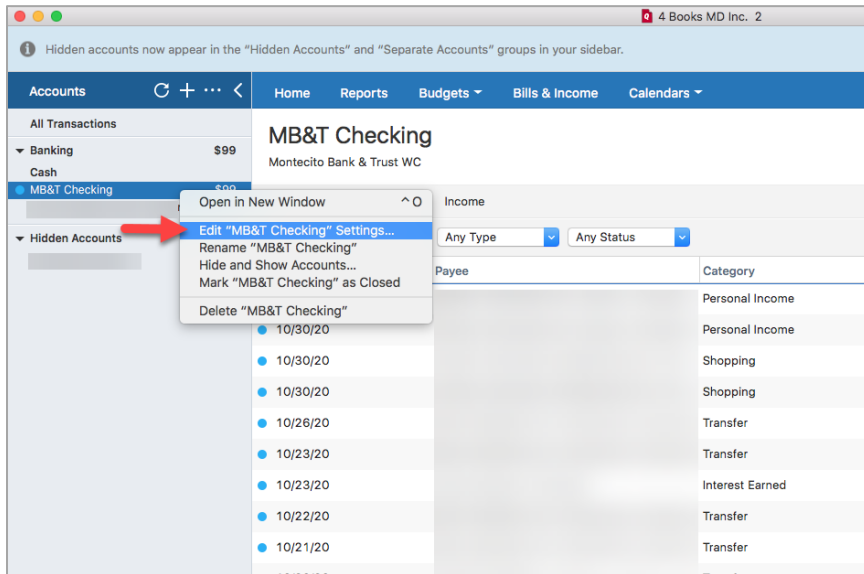 4 Books MD Inc. 2
Hidden accounts now appear in the “Hidden Accounts” and “Separate Accounts” groups in your sidebar.
Accounts
Home Reports Budgets Bills & Income Calendars
All Transactions
Banking $99
Cash
MB&T Checking $99
Hidden Accounts
MB&T Checking
Montecito Bank & Trust WC
Income
Open in New Window ^O
Edit “MB&T Checking” Settings...
Rename “MB&T Checking”
Hide and Show Accounts...
Mark “MB&T Checking” as Closed
Delete “MB&T Checking”
Any Type Any Status
Payee Category
Personal Income
10/30/20 Personal Income
10/30/20 Shopping
10/30/20 Shopping
10/26/20 Transfer
10/23/20 Transfer
10/23/20 Interest Earned
10/22/20 Transfer
10/21/20 Transfer